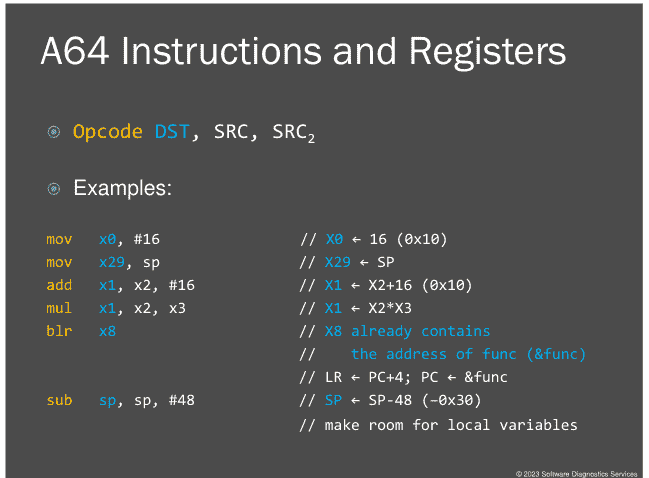 A64 Instructions and Registers
Opcode DST, SRC, SRC₂
Examples:
mov x0, #16 // X0 ← 16 (0x10)
mov x29, sp // X29 ← SP
add x1, x2, #16 // X1 ← X2+16 (0x10)
mul x1, x2, x3 // X1 ← X2*X3
blr x8 // X8 already contains
// the address of func (&func)
// LR ← PC+4; PC ← &func
sub sp, sp, #48 // SP ← SP-48 (–0x30)
// make room for local variables
© 2023 Software Diagnostics Services